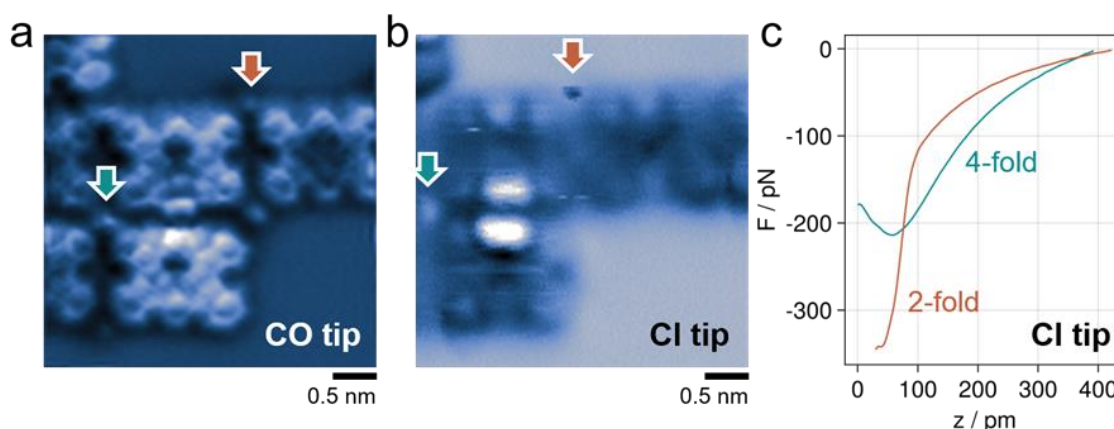 a
CO tip
0.5 nm
b
Cl tip
0.5 nm
c
F / pN
0
-100
-200
-300
4-fold
2-fold
Cl tip
0 100 200 300 400
z / pm